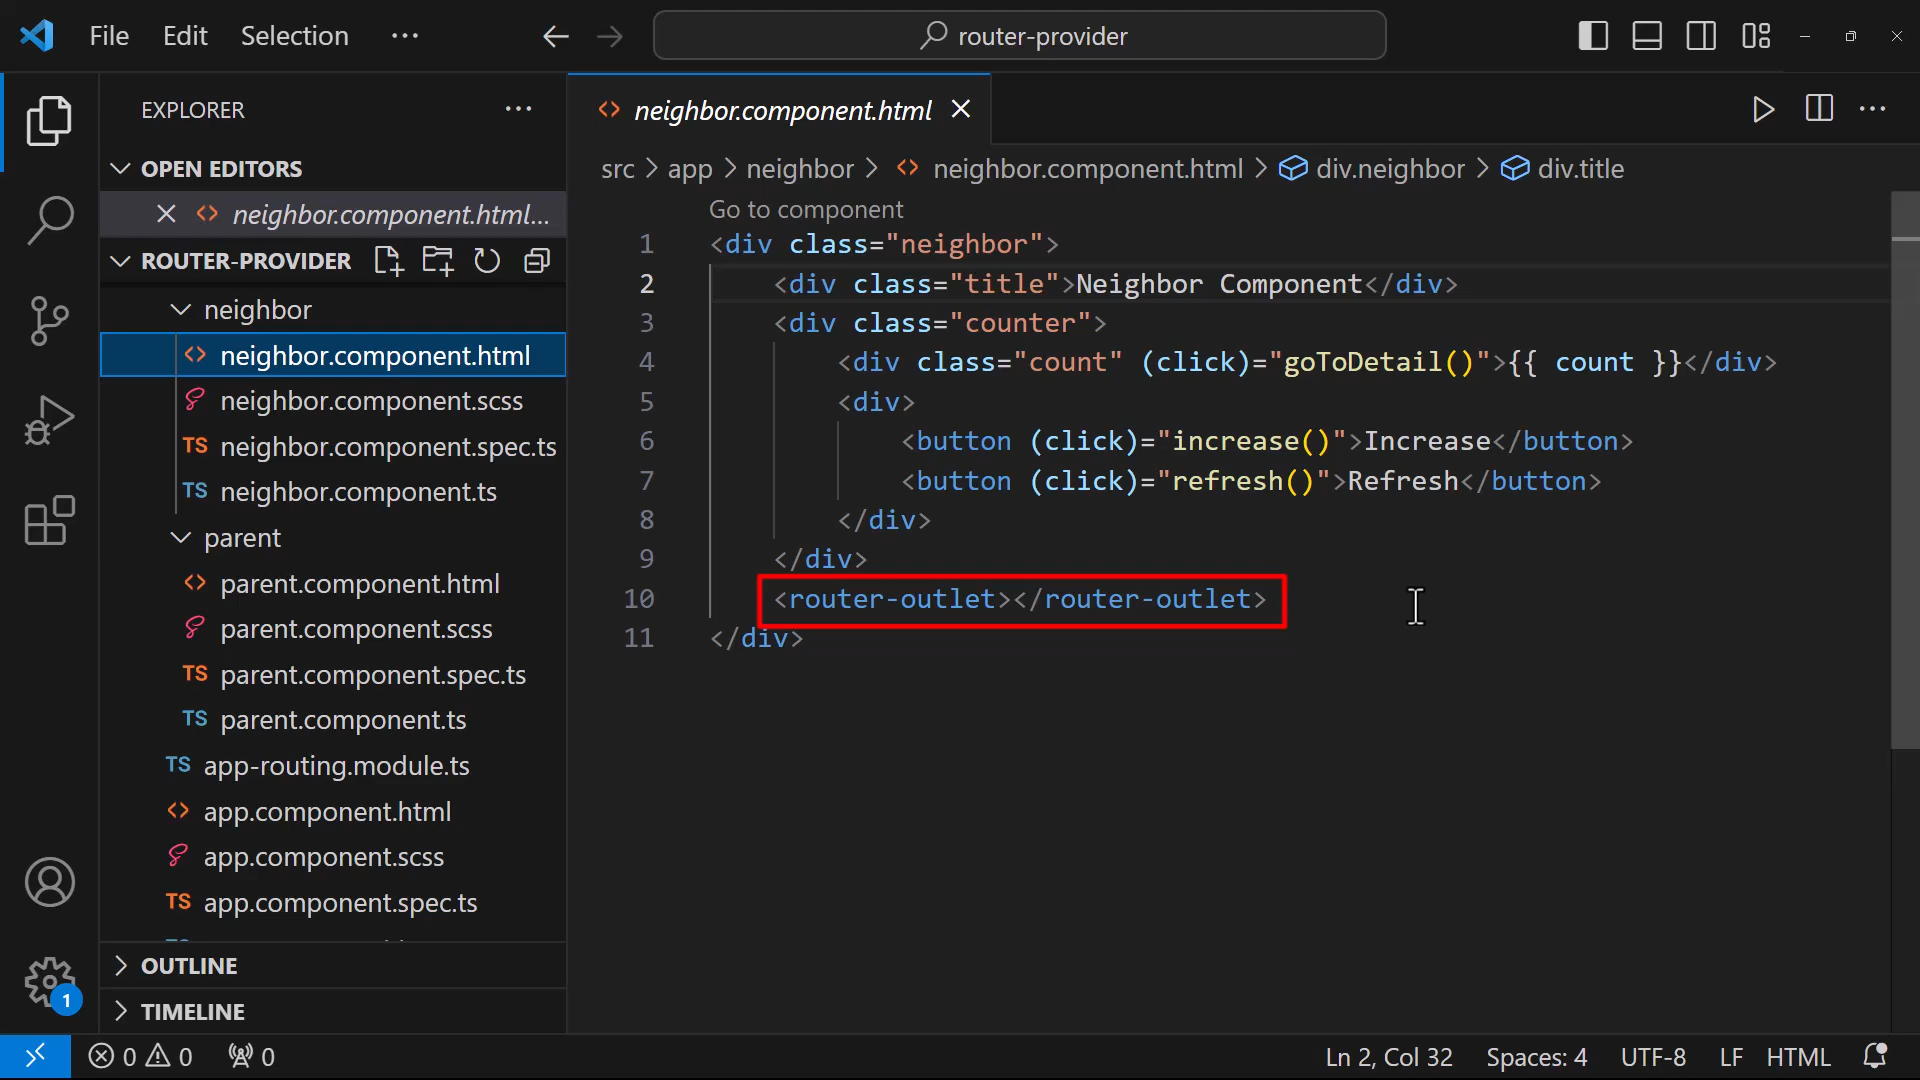 File Edit Selection ···
router-provider
EXPLORER ···
OPEN EDITORS
neighbor.component.html...
ROUTER-PROVIDER
neighbor
neighbor.component.html
neighbor.component.scss
TS neighbor.component.spec.ts
TS neighbor.component.ts
parent
parent.component.html
parent.component.scss
TS parent.component.spec.ts
TS parent.component.ts
TS app-routing.module.ts
app.component.html
app.component.scss
TS app.component.spec.ts
OUTLINE
TIMELINE
neighbor.component.html
src > app > neighbor > neighbor.component.html > div.neighbor > div.title
Go to component
1 <div class="neighbor">
2 <div class="title">Neighbor Component</div>
3 <div class="counter">
4 <div class="count" (click)="goToDetail()">{{ count }}</div>
5 <div>
6 <button (click)="increase()">Increase</button>
7 <button (click)="refresh()">Refresh</button>
8 </div>
9 </div>
10 <router-outlet></router-outlet>
11 </div>
1
0 0 0
Ln 2, Col 32 Spaces: 4 UTF-8 LF HTML